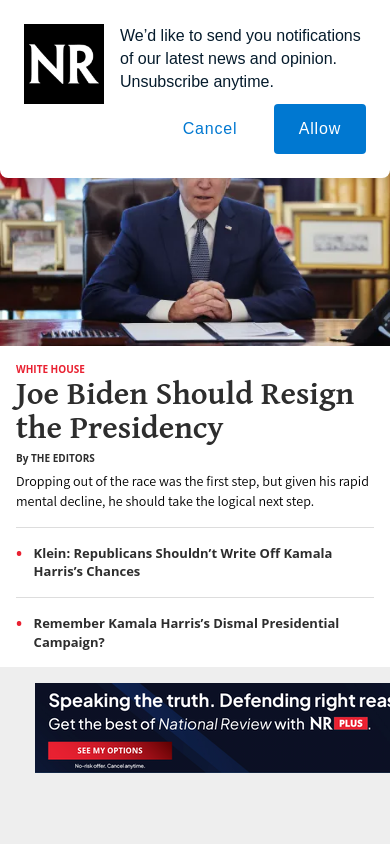 NR
We’d like to send you notifications
of our latest news and opinion.
Unsubscribe anytime.
Cancel
Allow
WHITE HOUSE
Joe Biden Should Resign
the Presidency
By THE EDITORS
Dropping out of the race was the first step, but given his rapid
mental decline, he should take the logical next step.
• Klein: Republicans Shouldn’t Write Off Kamala
Harris’s Chances
• Remember Kamala Harris’s Dismal Presidential
Campaign?
Speaking the truth. Defending right reas
Get the best of National Review with NR PLUS.
SEE MY OPTIONS
No-risk offer. Cancel anytime.